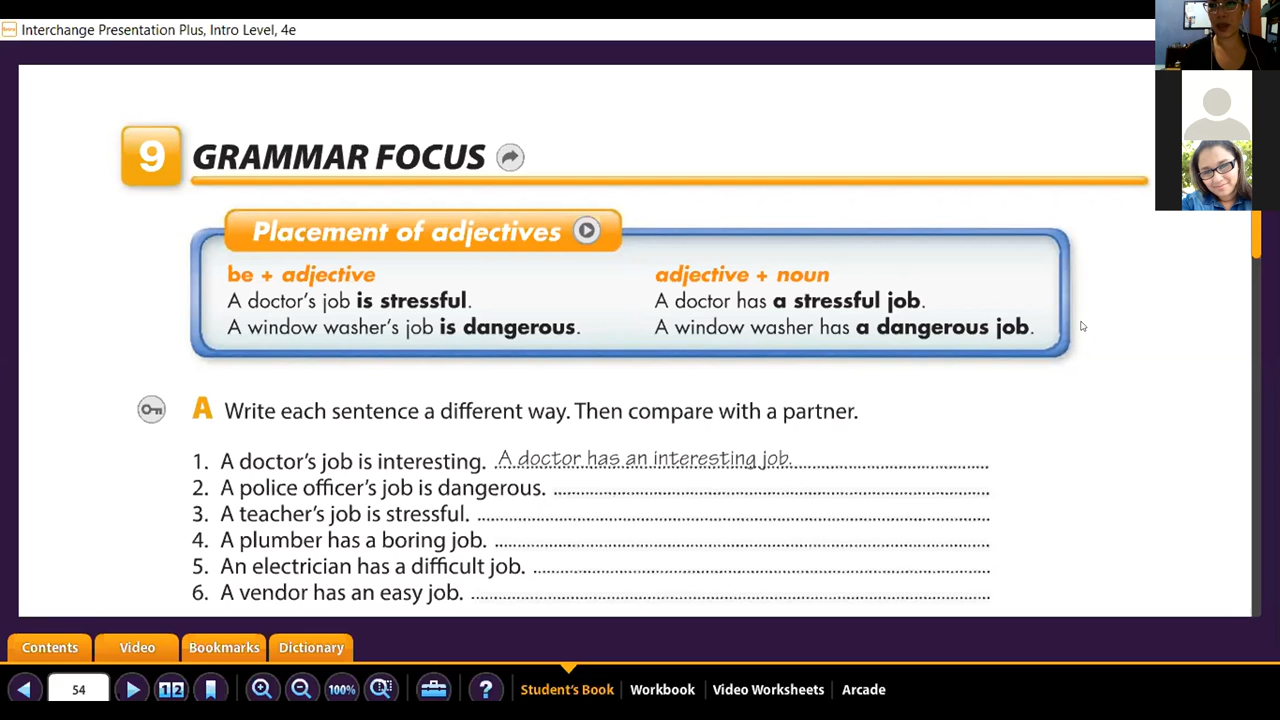 Interchange Presentation Plus, Intro Level, 4e
9 GRAMMAR FOCUS
Placement of adjectives
be + adjective
A doctor's job is stressful.
A window washer's job is dangerous.
adjective + noun
A doctor has a stressful job.
A window washer has a dangerous job.
A Write each sentence a different way. Then compare with a partner.
1. A doctor's job is interesting. A doctor has an interesting job.
2. A police officer's job is dangerous.
3. A teacher's job is stressful.
4. A plumber has a boring job.
5. An electrician has a difficult job.
6. A vendor has an easy job.
Contents Video Bookmarks Dictionary
54 1 2 100% ? Student's Book Workbook Video Worksheets Arcade